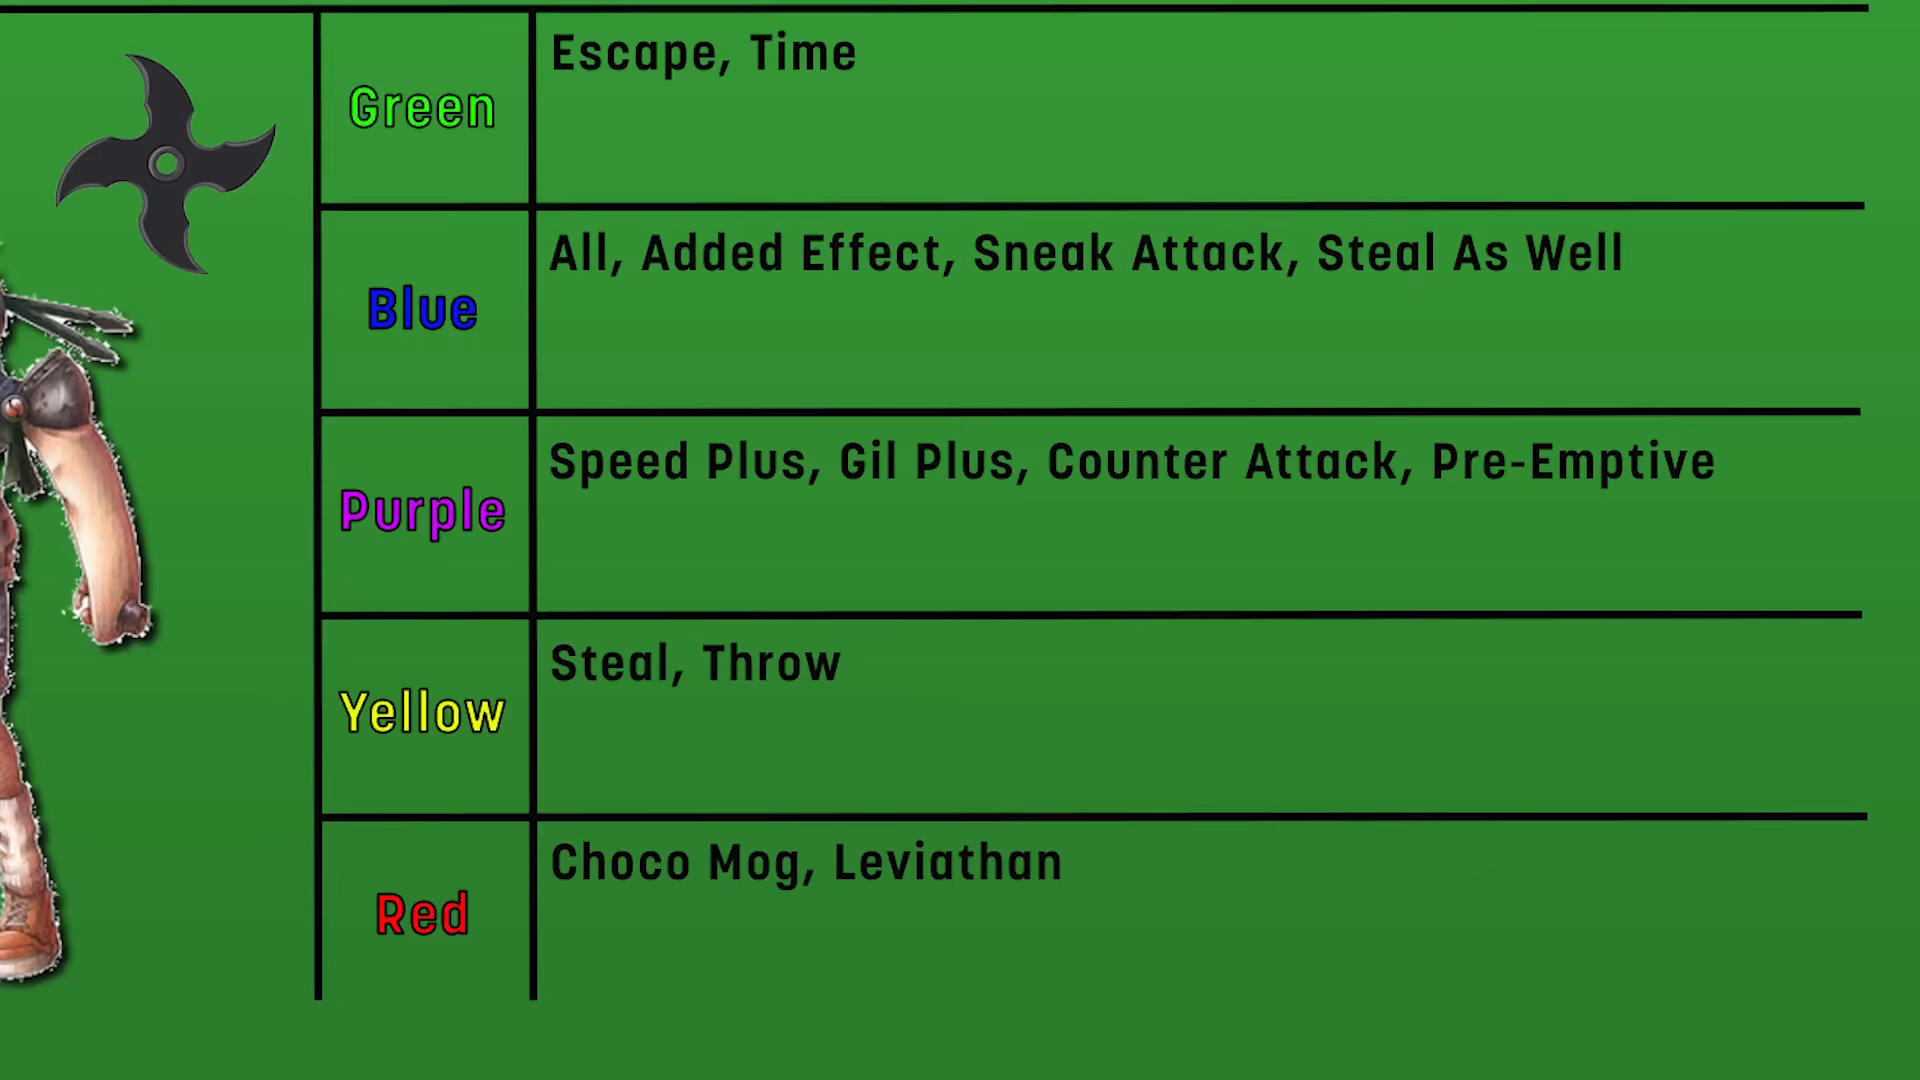 Green
Escape, Time
Blue
All, Added Effect, Sneak Attack, Steal As Well
Purple
Speed Plus, Gil Plus, Counter Attack, Pre-Emptive
Yellow
Steal, Throw
Red
Choco Mog, Leviathan